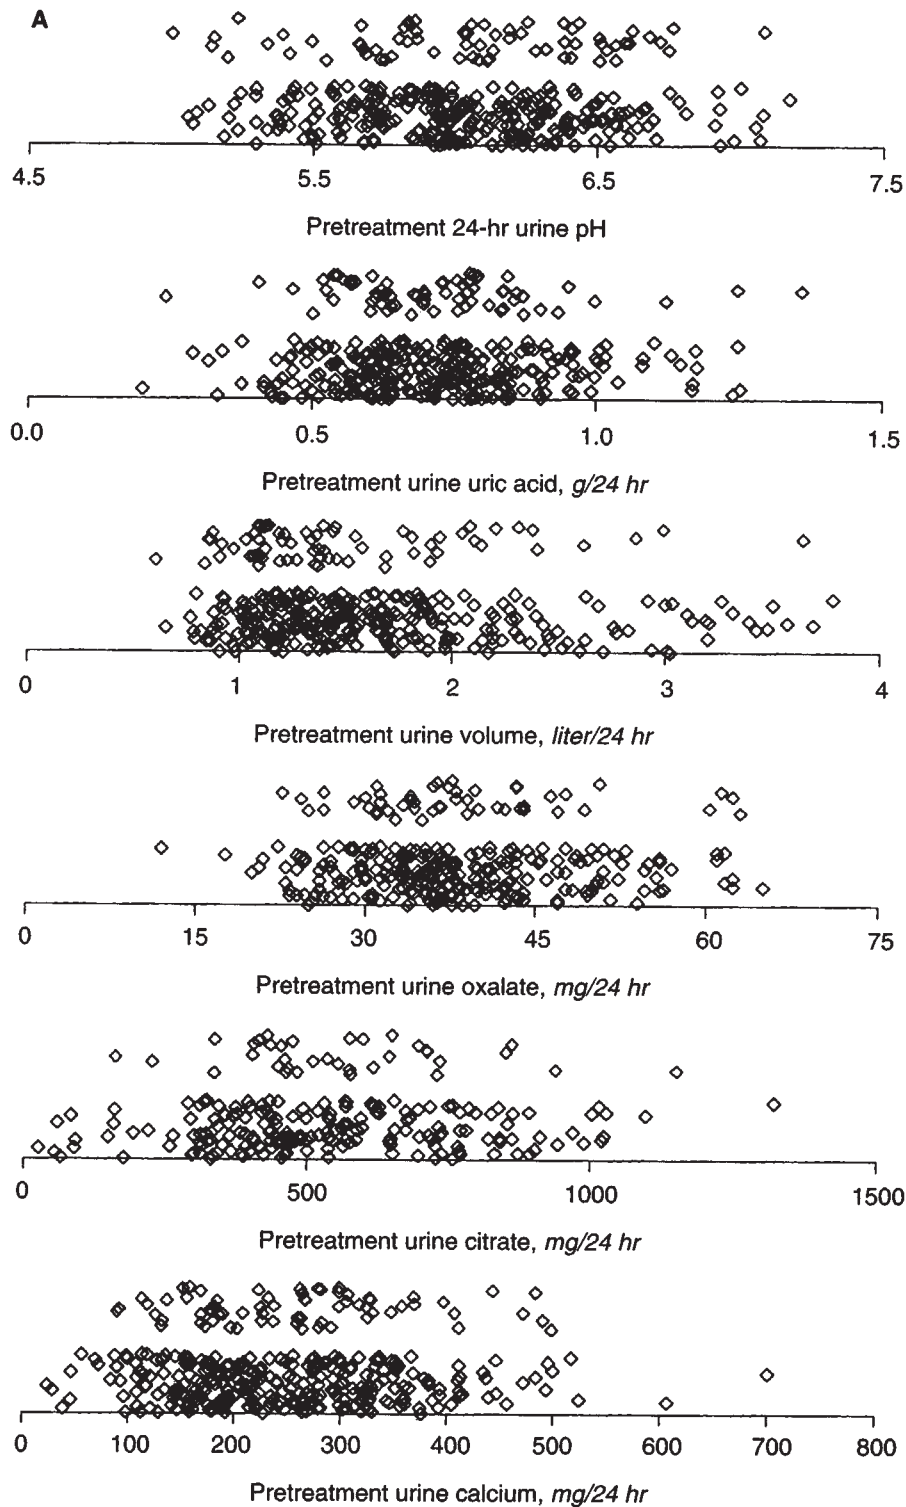 A
4.5 5.5 6.5 7.5
Pretreatment 24-hr urine pH
0.0 0.5 1.0 1.5
Pretreatment urine uric acid, g/24 hr
0 1 2 3 4
Pretreatment urine volume, liter/24 hr
0 15 30 45 60 75
Pretreatment urine oxalate, mg/24 hr
0 500 1000 1500
Pretreatment urine citrate, mg/24 hr
0 100 200 300 400 500 600 700 800
Pretreatment urine calcium, mg/24 hr